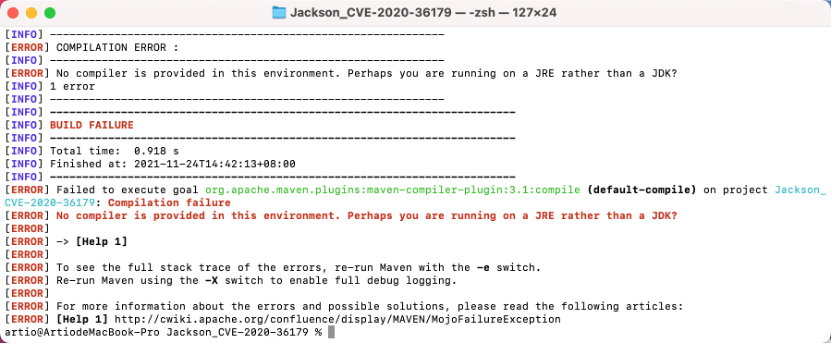 Jackson_CVE-2020-36179 — -zsh — 127×24
[INFO] -------------------------------------------------------------
[ERROR] COMPILATION ERROR :
[INFO] -------------------------------------------------------------
[ERROR] No compiler is provided in this environment. Perhaps you are running on a JRE rather than a JDK?
[INFO] 1 error
[INFO] -------------------------------------------------------------
[INFO] ------------------------------------------------------------------------
[INFO] BUILD FAILURE
[INFO] ------------------------------------------------------------------------
[INFO] Total time:  0.918 s
[INFO] Finished at: 2021-11-24T14:42:13+08:00
[INFO] ------------------------------------------------------------------------
[ERROR] Failed to execute goal org.apache.maven.plugins:maven-compiler-plugin:3.1:compile (default-compile) on project Jackson_
CVE-2020-36179: Compilation failure
[ERROR] No compiler is provided in this environment. Perhaps you are running on a JRE rather than a JDK?
[ERROR]
[ERROR] -> [Help 1]
[ERROR]
[ERROR] To see the full stack trace of the errors, re-run Maven with the -e switch.
[ERROR] Re-run Maven using the -X switch to enable full debug logging.
[ERROR]
[ERROR] For more information about the errors and possible solutions, please read the following articles:
[ERROR] [Help 1] http://cwiki.apache.org/confluence/display/MAVEN/MojoFailureException
artio@ArtiodeMacBook-Pro Jackson_CVE-2020-36179 %